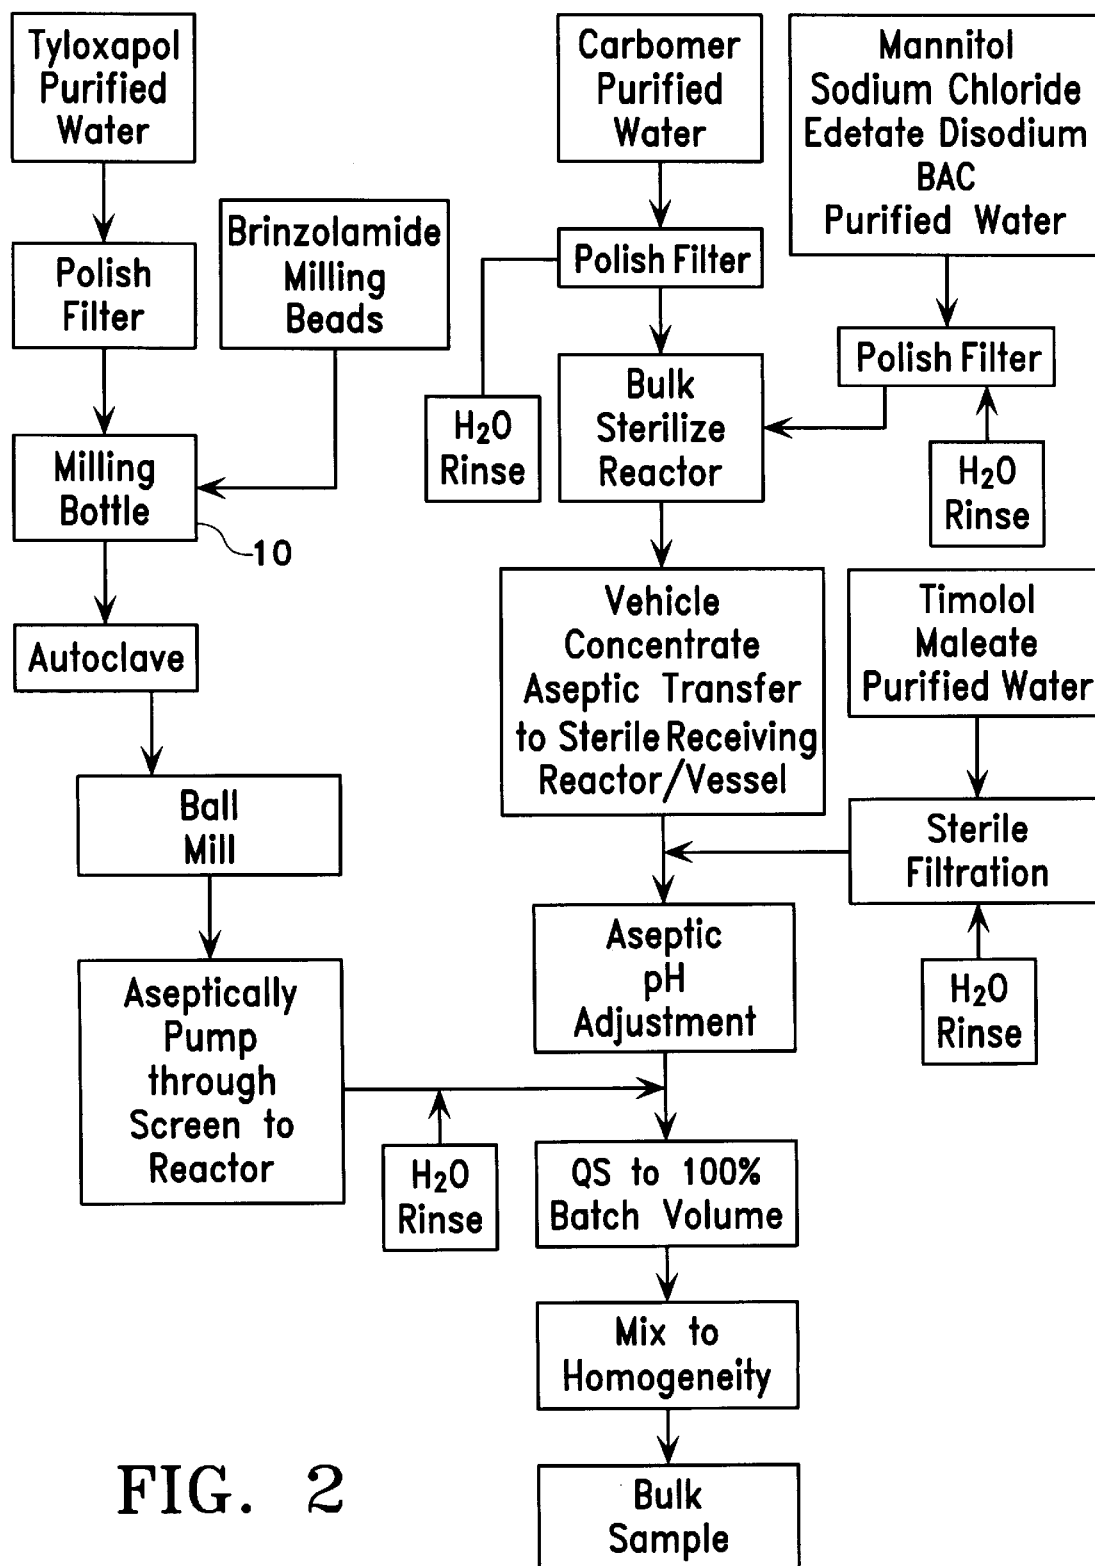 Tyloxapol
Purified
Water
Carbomer
Purified
Water
Mannitol
Sodium Chloride
Edetate Disodium
BAC
Purified Water
Polish
Filter
Brinzolamide
Milling
Beads
Polish Filter
Polish Filter
Milling
Bottle
10
H₂O
Rinse
Bulk
Sterilize
Reactor
H₂O
Rinse
Autoclave
Vehicle
Concentrate
Aseptic Transfer
to Sterile Receiving
Reactor/Vessel
Timolol
Maleate
Purified Water
Ball
Mill
Sterile
Filtration
Aseptically
Pump
through
Screen to
Reactor
Aseptic
pH
Adjustment
H₂O
Rinse
H₂O
Rinse
QS to 100%
Batch Volume
Mix to
Homogeneity
Bulk
Sample
FIG. 2